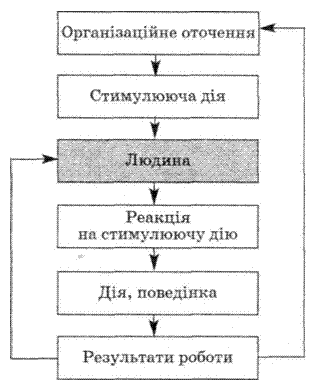 Організаційне оточення
Стимулююча дія
Людина
Реакція
на стимулюючу дію
Дія, поведінка
Результати роботи